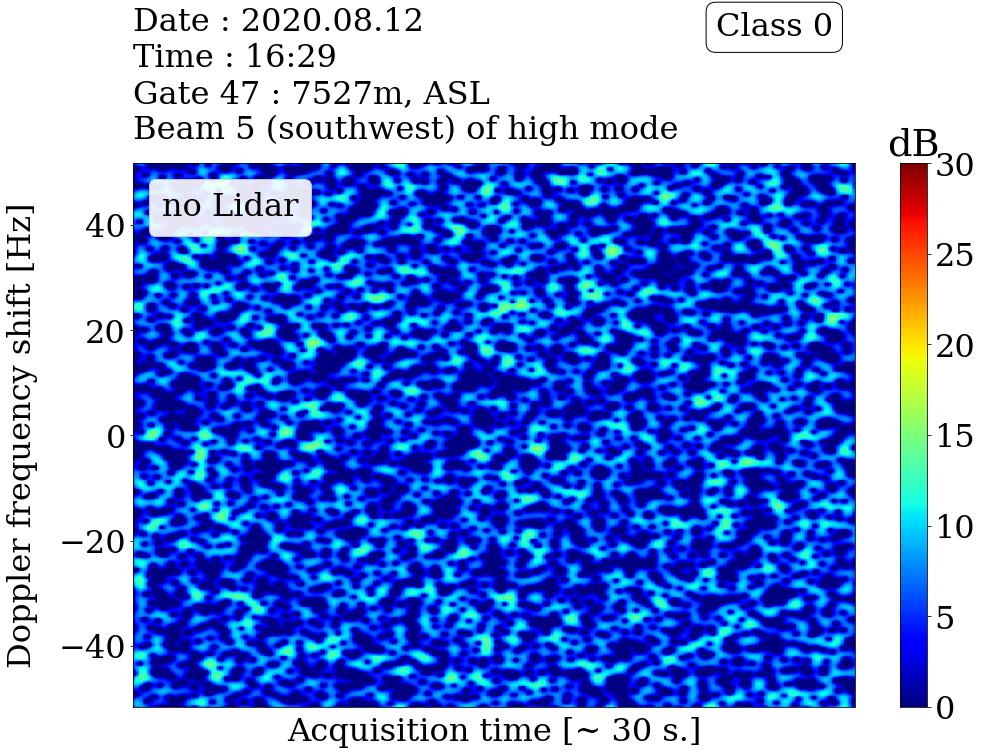 Date : 2020.08.12
Time : 16:29
Gate 47 : 7527m, ASL
Beam 5 (southwest) of high mode
Class 0
dB
no Lidar
Doppler frequency shift [Hz]
40
20
0
−20
−40
Acquisition time [~ 30 s.]
30
25
20
15
10
5
0